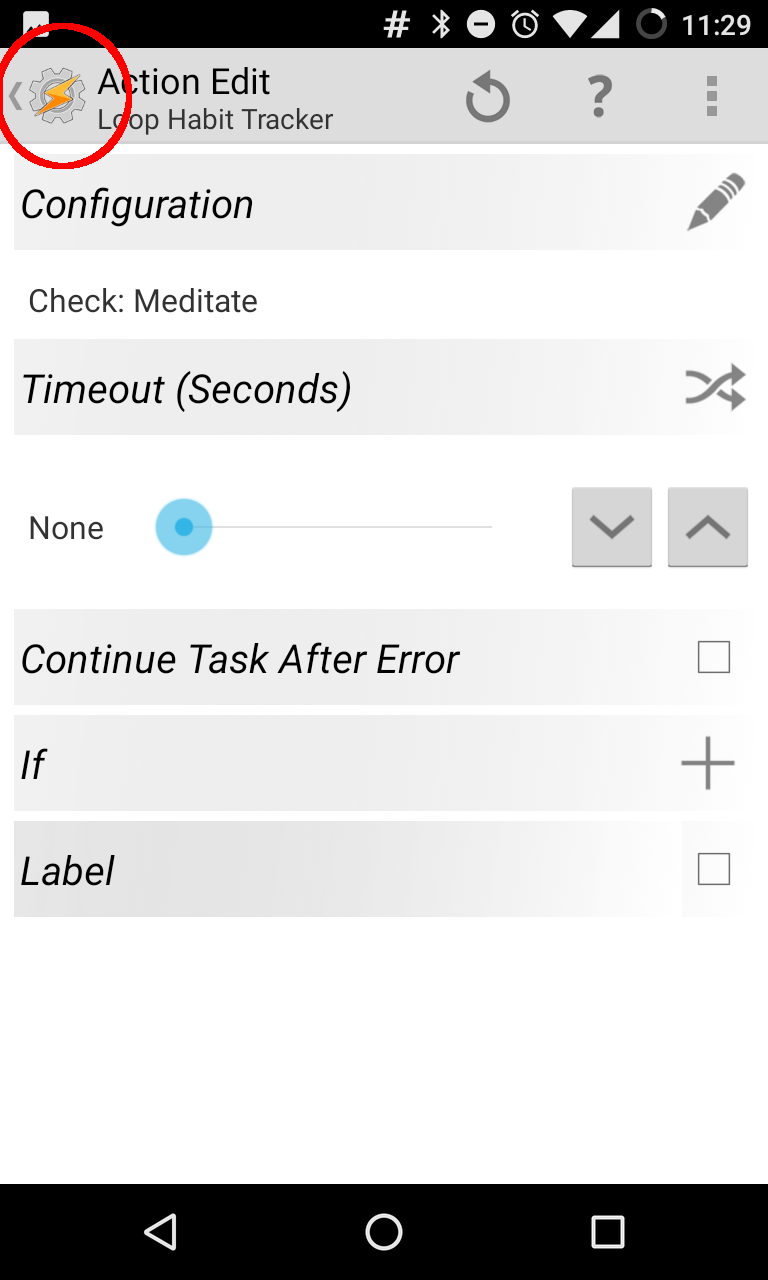 11:29
Action Edit
Loop Habit Tracker
?
Configuration
Check: Meditate
Timeout (Seconds)
None
Continue Task After Error
If
Label